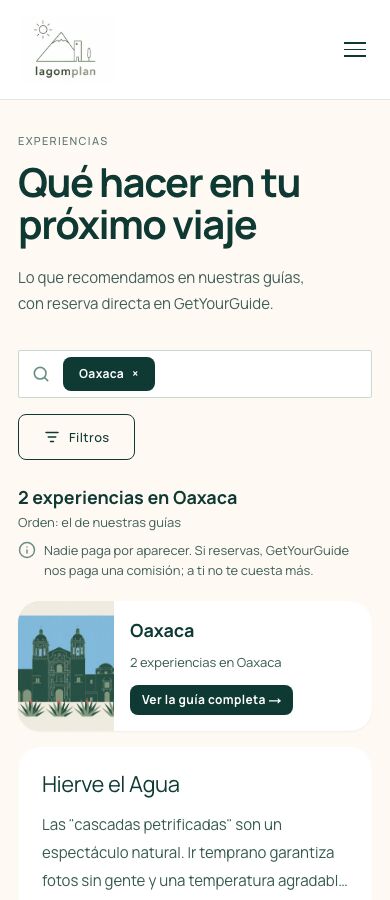 lagomplan
EXPERIENCIAS
Qué hacer en tu
próximo viaje
Lo que recomendamos en nuestras guías,
con reserva directa en GetYourGuide.
Oaxaca ×
Filtros
2 experiencias en Oaxaca
Orden: el de nuestras guías
Nadie paga por aparecer. Si reservas, GetYourGuide
nos paga una comisión; a ti no te cuesta más.
Oaxaca
2 experiencias en Oaxaca
Ver la guía completa →
Hierve el Agua
Las "cascadas petrificadas" son un
espectáculo natural. Ir temprano garantiza
fotos sin gente y una temperatura agradabl…